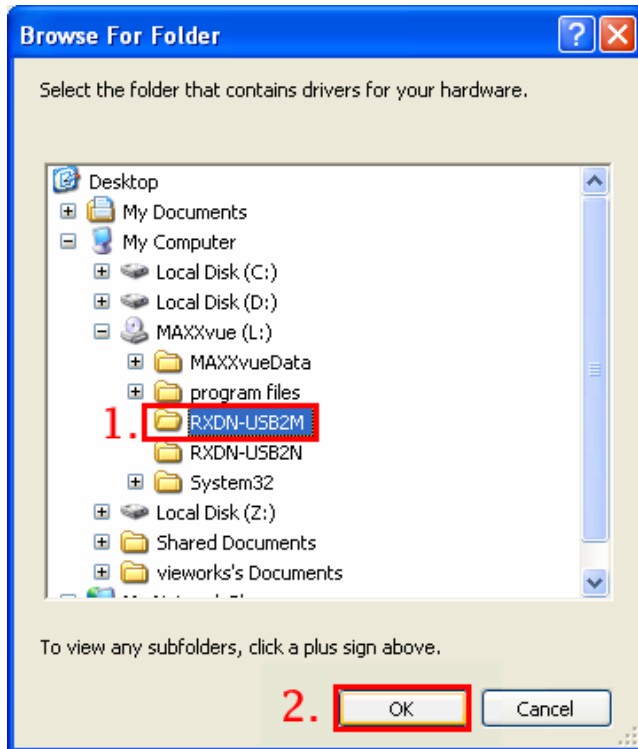 Browse For Folder
Select the folder that contains drivers for your hardware.
Desktop
My Documents
My Computer
Local Disk (C:)
Local Disk (D:)
MAXXvue (L:)
MAXXvueData
program files
1. RXDN-USB2M
RXDN-USB2N
System32
Local Disk (Z:)
Shared Documents
vieworks's Documents
To view any subfolders, click a plus sign above.
2. OK Cancel